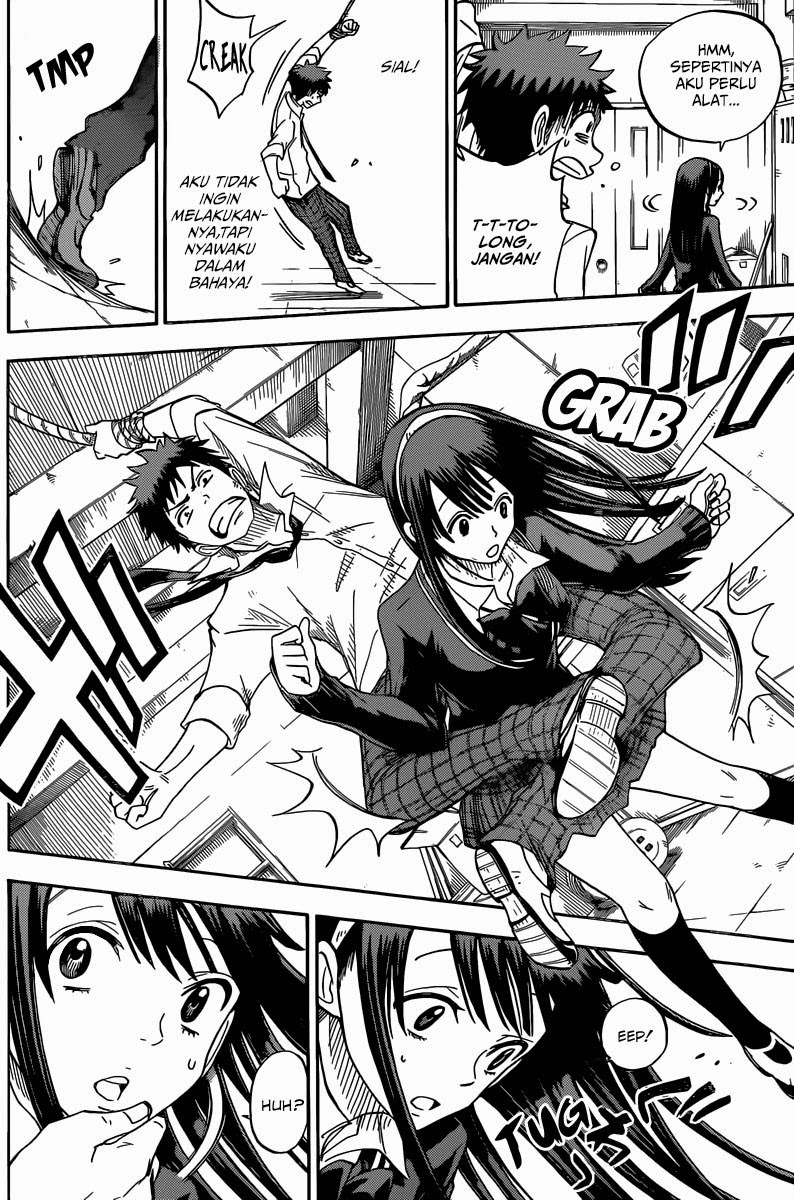 HMM,
SEPERTINYA
AKU PERLU
ALAT...
T-T-TO-
LONG,
JANGAN!
SIAL!
CREAK
AKU TIDAK
INGIN
MELAKUKAN-
NYA,TAPI
NYAWAKU
DALAM
BAHAYA!
TMP
GRAB
EEP!
TUG
HUH?